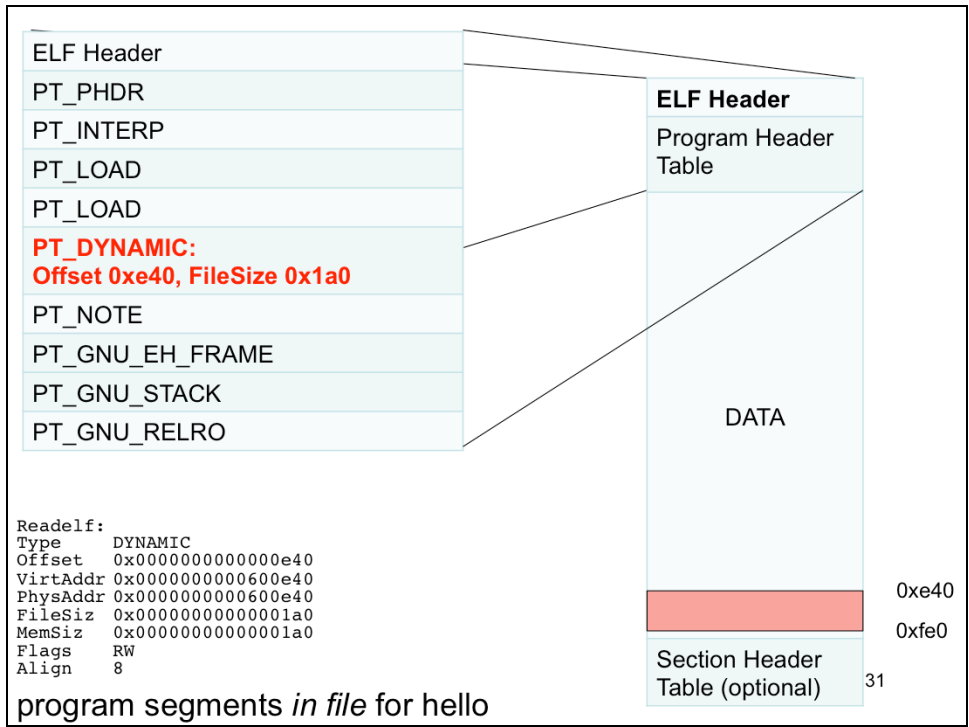 ELF Header
PT_PHDR
PT_INTERP
PT_LOAD
PT_LOAD
PT_DYNAMIC:
Offset 0xe40, FileSize 0x1a0
PT_NOTE
PT_GNU_EH_FRAME
PT_GNU_STACK
PT_GNU_RELRO
ELF Header
Program Header
Table
DATA
0xe40
0xfe0
Section Header
Table (optional)
31
Readelf:
Type DYNAMIC
Offset 0x0000000000000e40
VirtAddr 0x0000000000600e40
PhysAddr 0x0000000000600e40
FileSiz 0x00000000000001a0
MemSiz 0x00000000000001a0
Flags RW
Align 8
program segments in file for hello